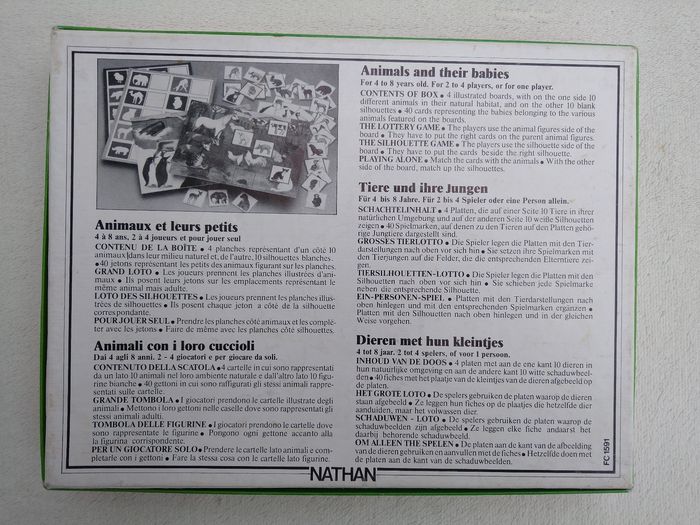 Animaux et leurs petits
4 à 8 ans, 2 à 4 joueurs et pour jouer seul
CONTENU DE LA BOÎTE ● 4 planches représentant d'un côté 10
animaux dans leur milieu naturel et, de l'autre, 10 silhouettes blanches.
● 40 jetons représentant les petits des animaux figurant sur les planches.
GRAND LOTO ● Les joueurs prennent les planches illustrées d'ani-
maux ● Ils posent leurs jetons sur les emplacements représentant le
même animal mais adulte.
LOTO DES SILHOUETTES ● Les joueurs prennent les planches illus-
trées de silhouettes ● Ils posent chaque jeton à côté de la silhouette
correspondante.
POUR JOUER SEUL ● Prendre les planches côté animaux et les complé-
ter avec les jetons ● Faire de même avec les planches côté silhouettes.
Animali con i loro cuccioli
Dai 4 agli 8 anni. 2 - 4 giocatori e per giocare da soli.
CONTENUTO DELLA SCATOLA ● 4 cartelle in cui sono rappresentati
da un lato 10 animali nel loro ambiente naturale e dall'altro lato 10 figu-
rine bianche ● 40 gettoni in cui sono raffigurati gli stessi animali rappre-
sentati sulle cartelle.
GRANDE TOMBOLA ● I giocatori prendono le cartelle illustrate degli
animali ● Mettono i loro gettoni nelle caselle dove sono rappresentati gli
stessi animali adulti.
TOMBOLA DELLE FIGURINE ● I giocatori prendono le cartelle dove
sono rappresentate le figurine ● Pongono ogni gettone accanto alla
la figurina corrispondente.
PER UN GIOCATORE SOLO ● Prendere le cartelle lato animali e com-
pletarle con i gettoni ● Fare la stessa cosa con le cartelle lato figurine.
Animals and their babies
For 4 to 8 years old. For 2 to 4 players, or for one player.
CONTENTS OF BOX ● 4 illustrated boards, with on the one side 10
different animals in their natural habitat, and on the other 10 blank
silhouettes ● 40 cards representing the babies belonging to the various
animals featured on the board.
THE LOTTERY GAME ● The players use the animal figures side of the
board ● They have to put the right cards on the parent animal figures.
THE SILHOUETTE GAME ● The players use the silhouette side of the
board ● They have to put the cards beside the right silhouette.
PLAYING ALONE ● Match the cards with the animals ● With the other
side of the board, match up the silhouettes.
Tiere und ihre Jungen
Für 4 bis 8 Jahre. Für 2 bis 4 Spieler oder eine Person allein.
SCHACHTELINHALT ● 4 Platten, die auf einer Seite 10 Tiere in ihrer
natürlichen Umgebung und auf der anderen Seite 10 weiße Silhouetten
zeigen ● 40 Spielmarken, auf denen zu den Tieren auf den Platten gehö-
rige Jungtiere dargestellt sind.
GROSSES TIERLOTTO ● Die Spieler legen die Platten mit den Tier-
darstellungen nach oben vor sich hin ● Sie setzen ihre Spielmarken mit
den Jungtieren auf die Felder, die die entsprechenden Elterntiere zei-
gen.
TIERSILHOUETTEN-LOTTO ● Die Spieler legen die Platten mit den
Silhouetten nach oben vor sich hin ● Sie schieben jede Spielmarke
neben die entsprechende Silhouette.
EIN-PERSONEN-SPIEL ● Platten mit den Tierdarstellungen nach
oben hinlegen und mit den entsprechenden Spielmarken ergänzen ●
Platten mit den Silhouetten nach oben hinlegen und in der gleichen
Weise vorgehen.
Dieren met hun kleintjes
4 tot 8 jaar. 2 tot 4 spelers, of voor 1 persoon.
INHOUD VAN DE DOOS ● 4 platen met aan de ene kant 10 dieren in
hun natuurlijke omgeving en aan de andere kant 10 witte schaduwbeel-
den ● 40 fiches met het plaatje van de kleintjes van de dieren afgebeeld op
de platen.
HET GROTE LOTO ● De spelers gebruiken de platen waarop de dieren
staan afgebeeld ● Ze leggen hun fiches op de plaatjes die hetzelfde dier
aanduiden, maar het volwassen dier.
SCHADUWEN - LOTO ● De spelers gebruiken de platen waarop de
schaduwbeelden zijn afgebeeld ● Ze leggen elke fiche andaarst het
daarbij behorende schaduwbeeld.
OM ALLEEN THE SPELEN ● De platen aan de kant van de afbeelding
van de dieren gebruiken en aanvullen met de fiches ● Hetzelfde doen met
de platen aan de kant van de schaduwbeelden.
FC 1591
NATHAN